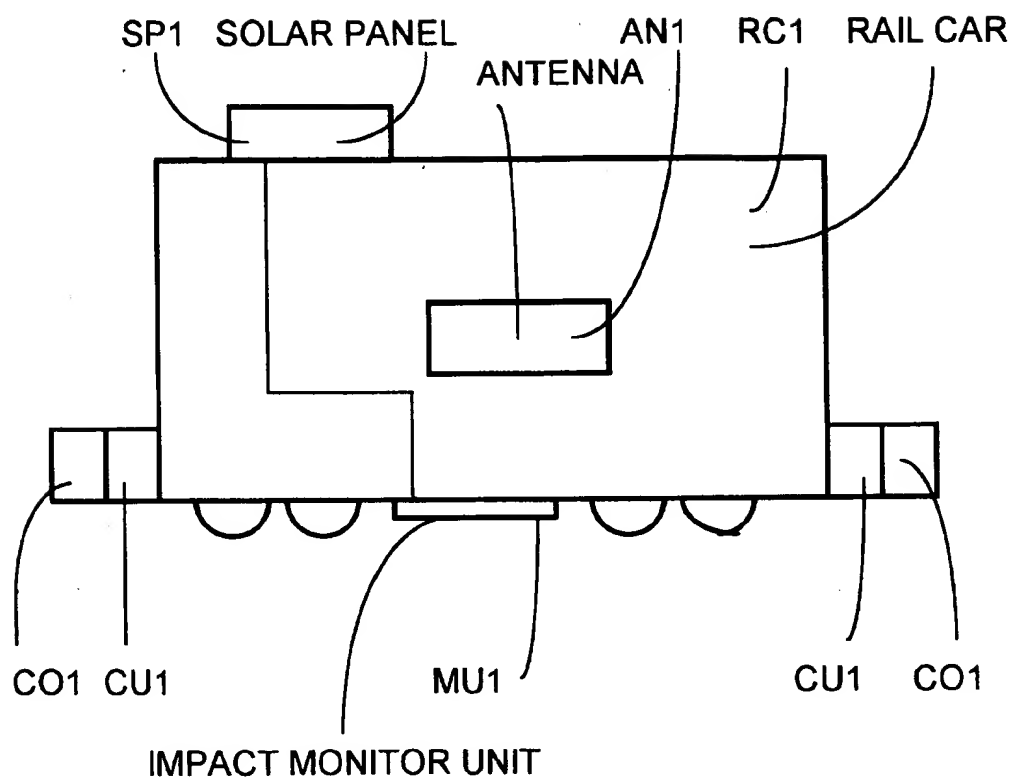 SP1 SOLAR PANEL AN1 RC1 RAIL CAR
ANTENNA
CO1 CU1 MU1 CU1 CO1
IMPACT MONITOR UNIT